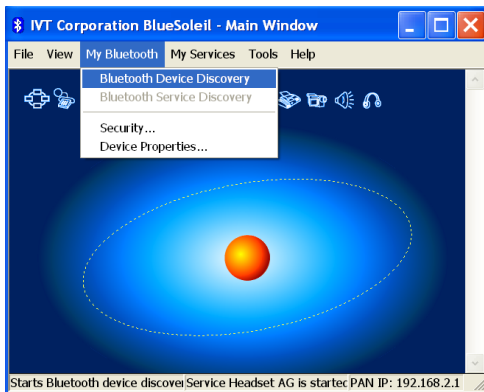 IVT Corporation BlueSoleil - Main Window
File View My Bluetooth My Services Tools Help
Bluetooth Device Discovery
Bluetooth Service Discovery
Security...
Device Properties...
Starts Bluetooth device discove Service Headset AG is startec PAN IP: 192.168.2.1